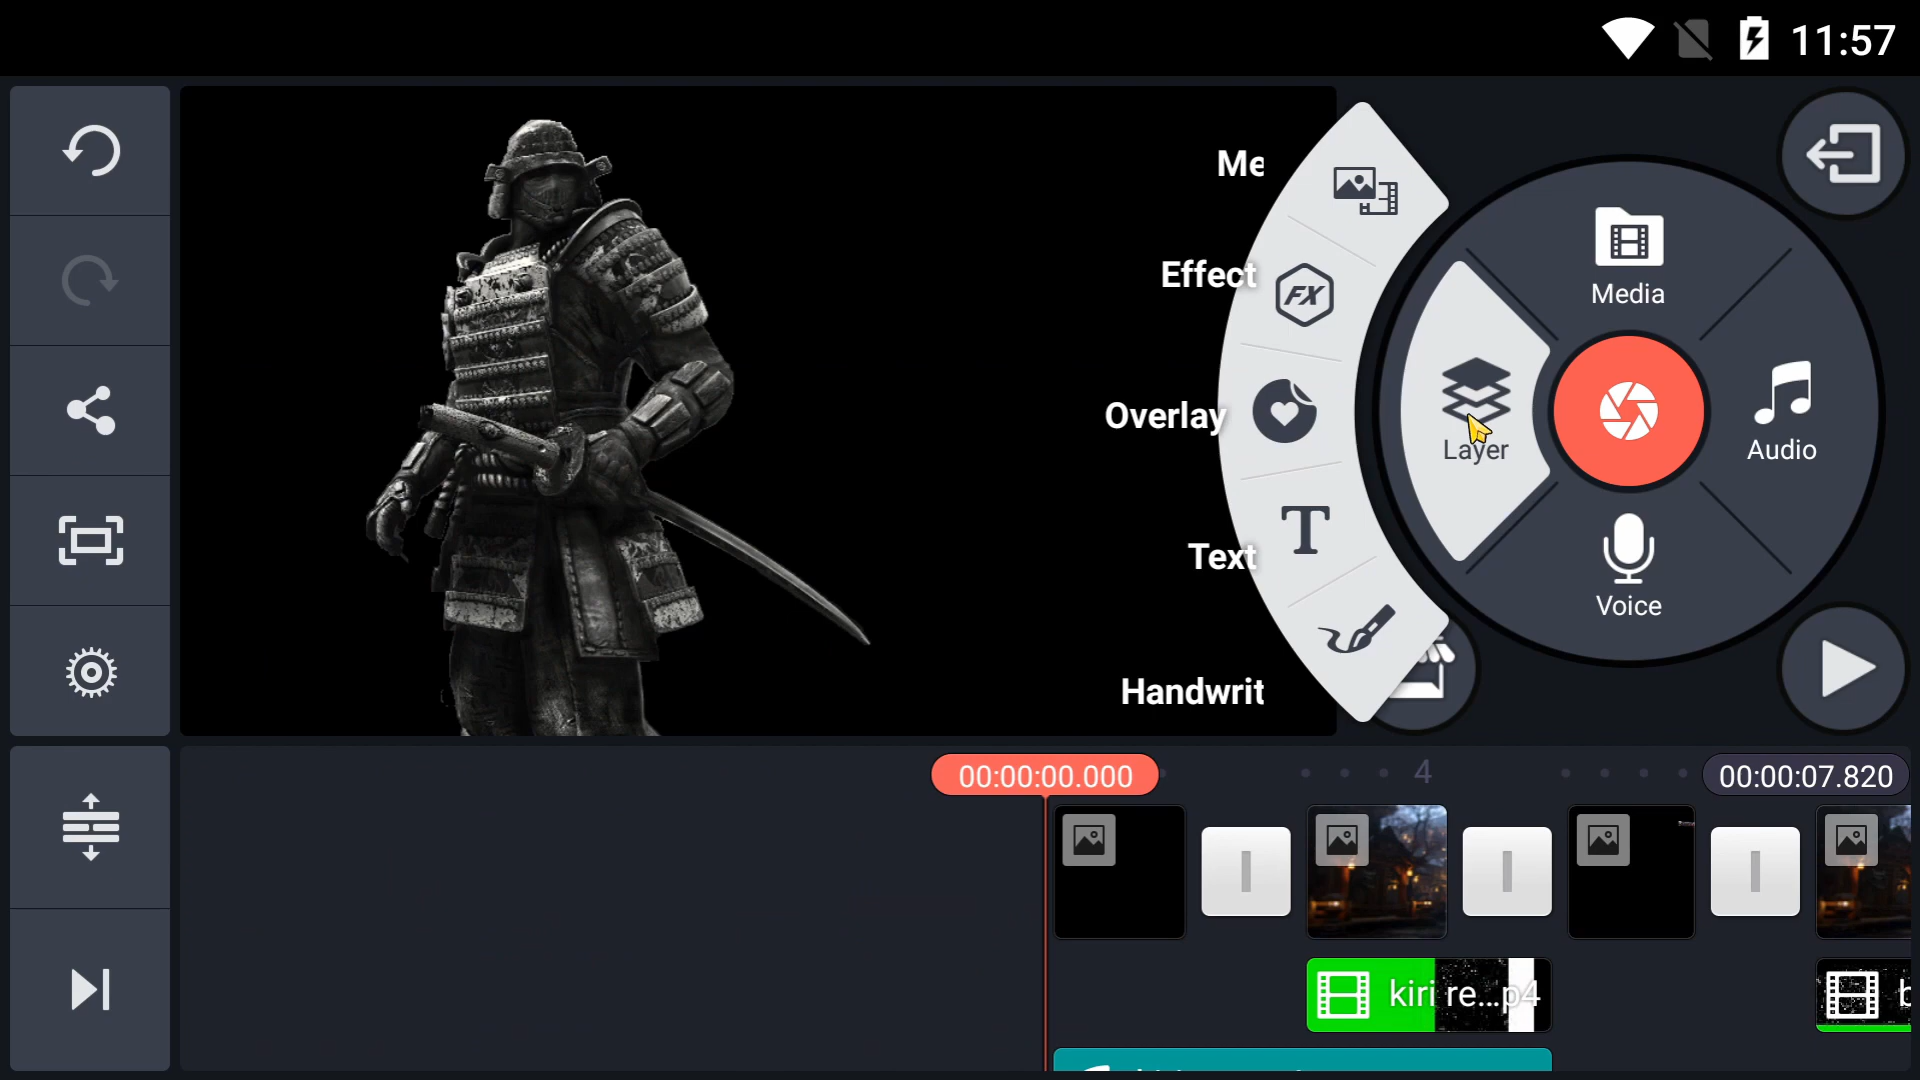 11:57
Me
Effect
Overlay
Text
Handwrit
FX
T
Media
Layer
Audio
Voice
00:00:00.000
4
00:00:07.820
kiri re...p4